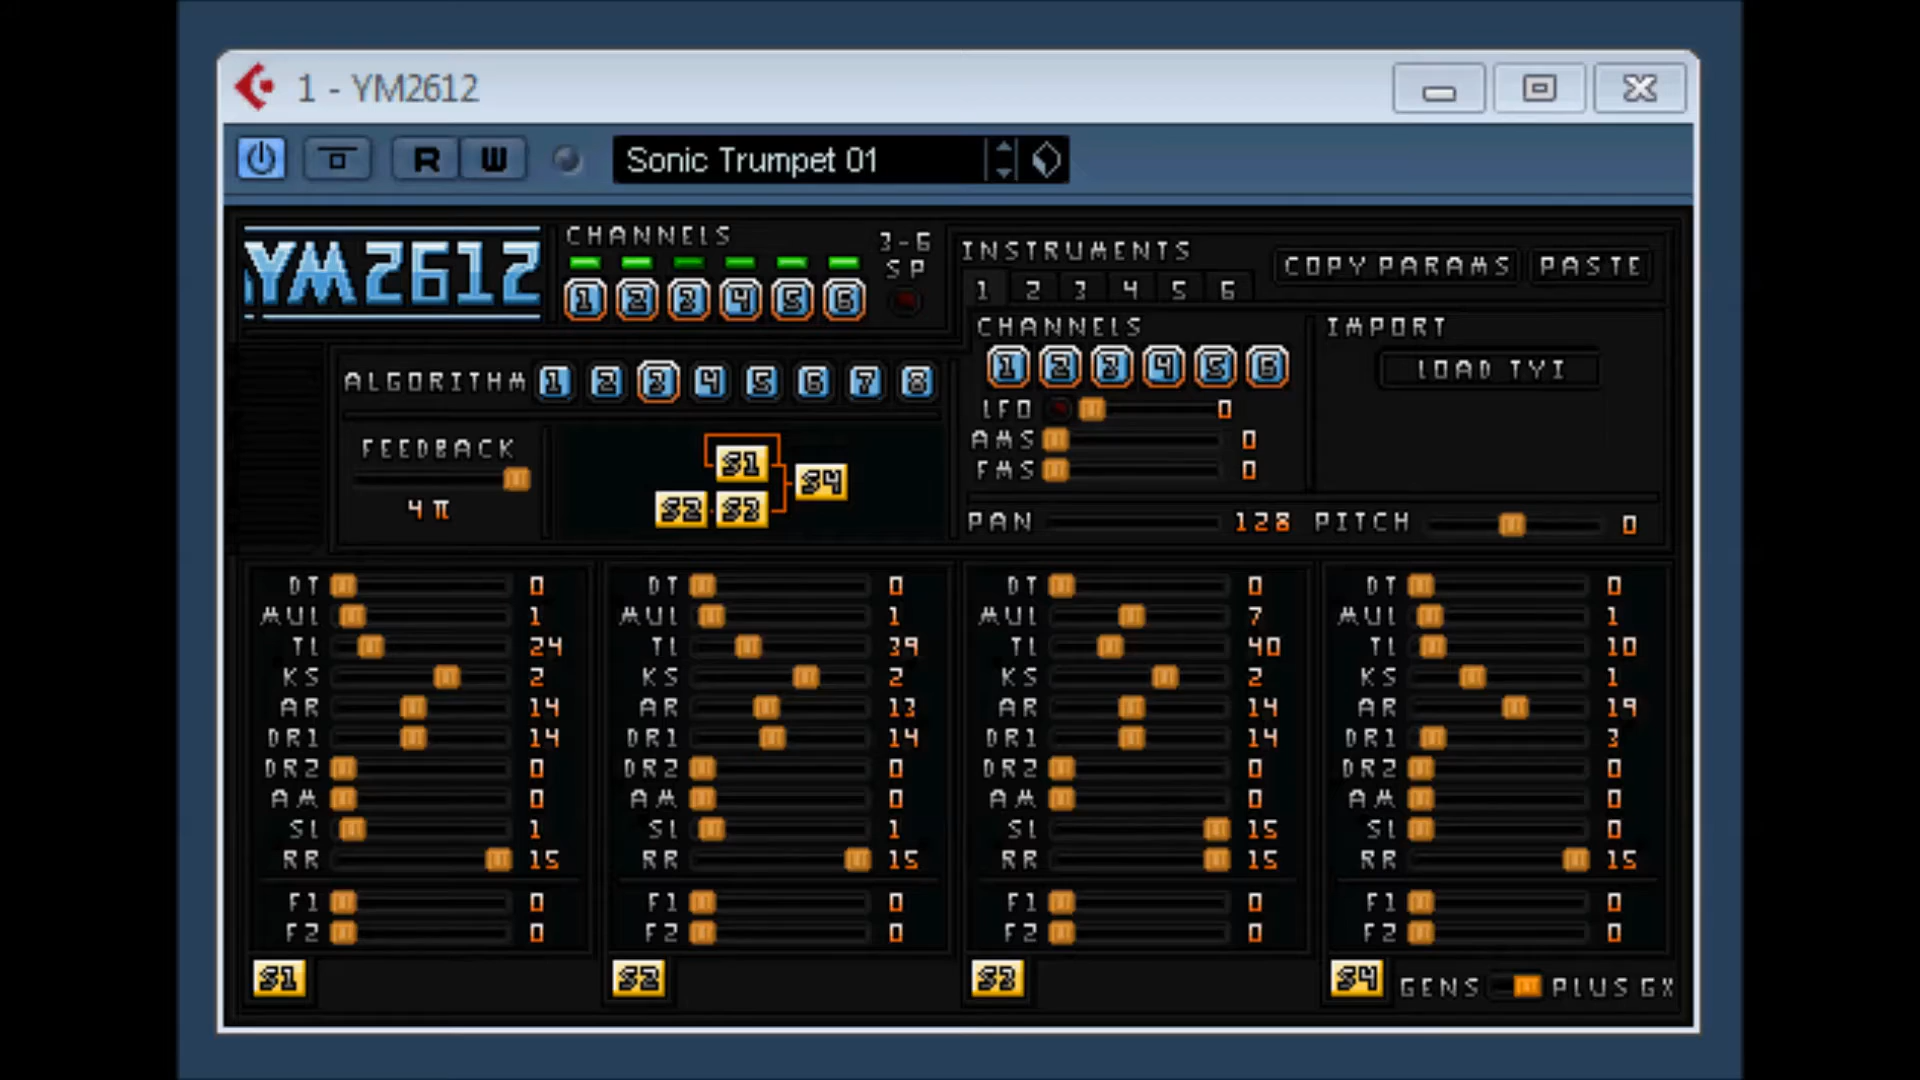 1 - YM2612
R W Sonic Trumpet 01
YM2612
CHANNELS
1 2 3 4 5 6
3-6
SP
INSTRUMENTS
1 2 3 4 5 6
COPY PARAMS PASTE
CHANNELS
1 2 3 4 5 6
LFO 0
AMS 0
FMS 0
IMPORT
LOAD TYI
ALGORITHM 1 2 3 4 5 6 7 8
FEEDBACK
4 π
S1
S2 S3
S4
PAN 128 PITCH 0
DT 0
MUL 1
TL 24
KS 2
AR 14
DR1 14
DR2 0
AM 0
SL 1
RR 15
F1 0
F2 0
S1
DT 0
MUL 1
TL 39
KS 2
AR 13
DR1 14
DR2 0
AM 0
SL 1
RR 15
F1 0
F2 0
S2
DT 0
MUL 7
TL 40
KS 2
AR 14
DR1 14
DR2 0
AM 0
SL 15
RR 15
F1 0
F2 0
S3
DT 0
MUL 1
TL 10
KS 1
AR 19
DR1 3
DR2 0
AM 0
SL 0
RR 15
F1 0
F2 0
S4
GENS PLUS GX